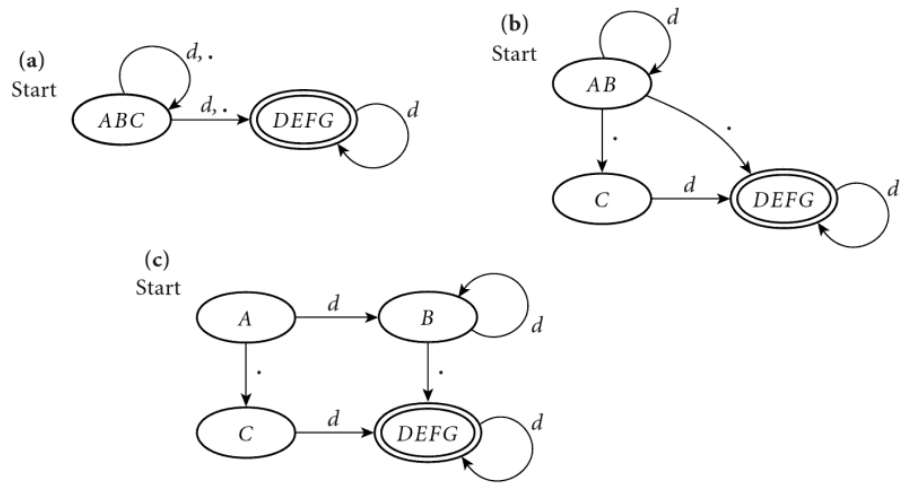 (a)
Start
d, .
ABC
d, .
DEFG
d
(b)
Start
d
AB
.
.
C
d
DEFG
d
(c)
Start
A
d
B
d
.
.
C
d
DEFG
d